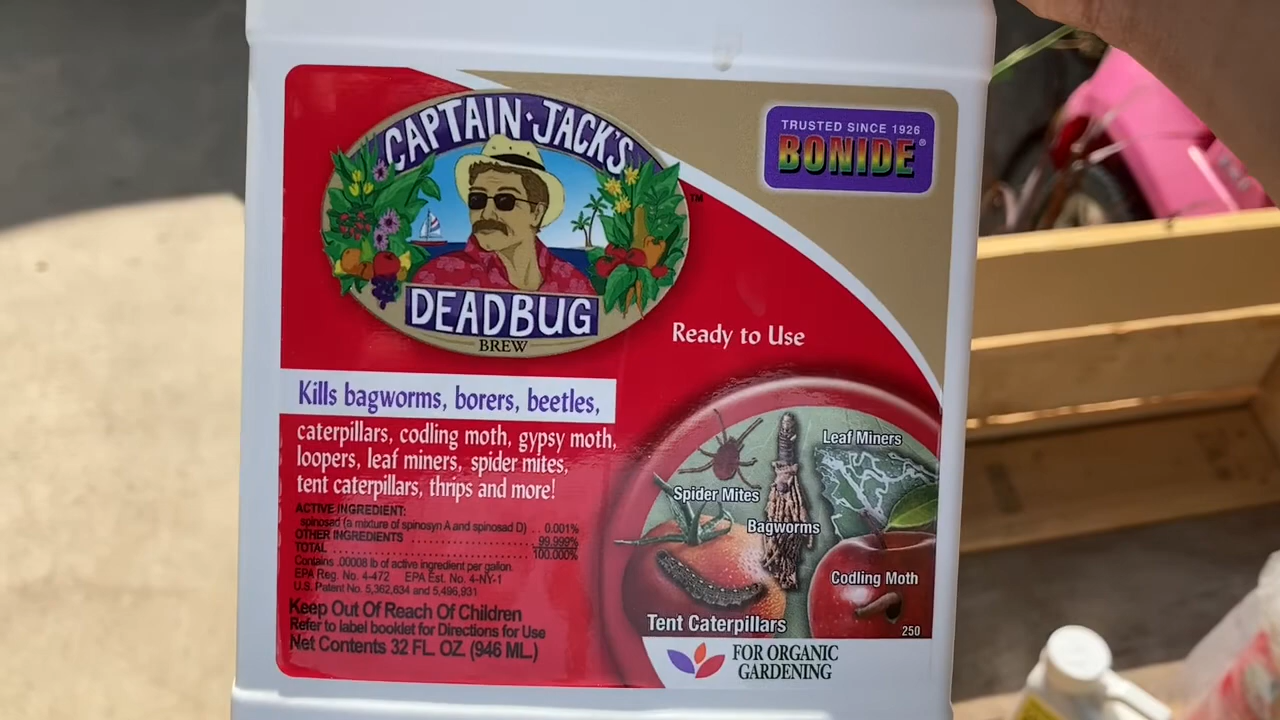 CAPTAIN·JACK'S
DEADBUG
BREW
TM
TRUSTED SINCE 1926
BONIDE®
Ready to Use
Kills bagworms, borers, beetles,
caterpillars, codling moth, gypsy moth,
loopers, leaf miners, spider mites,
tent caterpillars, thrips and more!
ACTIVE INGREDIENT:
spinosad (a mixture of spinosyn A and spinosad D) . . 0.001%
OTHER INGREDIENTS . . . . . . . . . . . . . . . . . . . . . . 99.999%
TOTAL . . . . . . . . . . . . . . . . . . . . . . . . . . . . . . . . 100.000%
Contains .00008 lb of active ingredient per gallon.
EPA Reg. No. 4-472 EPA Est. No. 4-NY-1
U.S. Patent No. 5,362,634 and 5,496,931
Keep Out Of Reach Of Children
Refer to label booklet for Directions for Use
Net Contents 32 FL. OZ. (946 ML.)
Leaf Miners
Spider Mites
Bagworms
Codling Moth
Tent Caterpillars
250
FOR ORGANIC
GARDENING